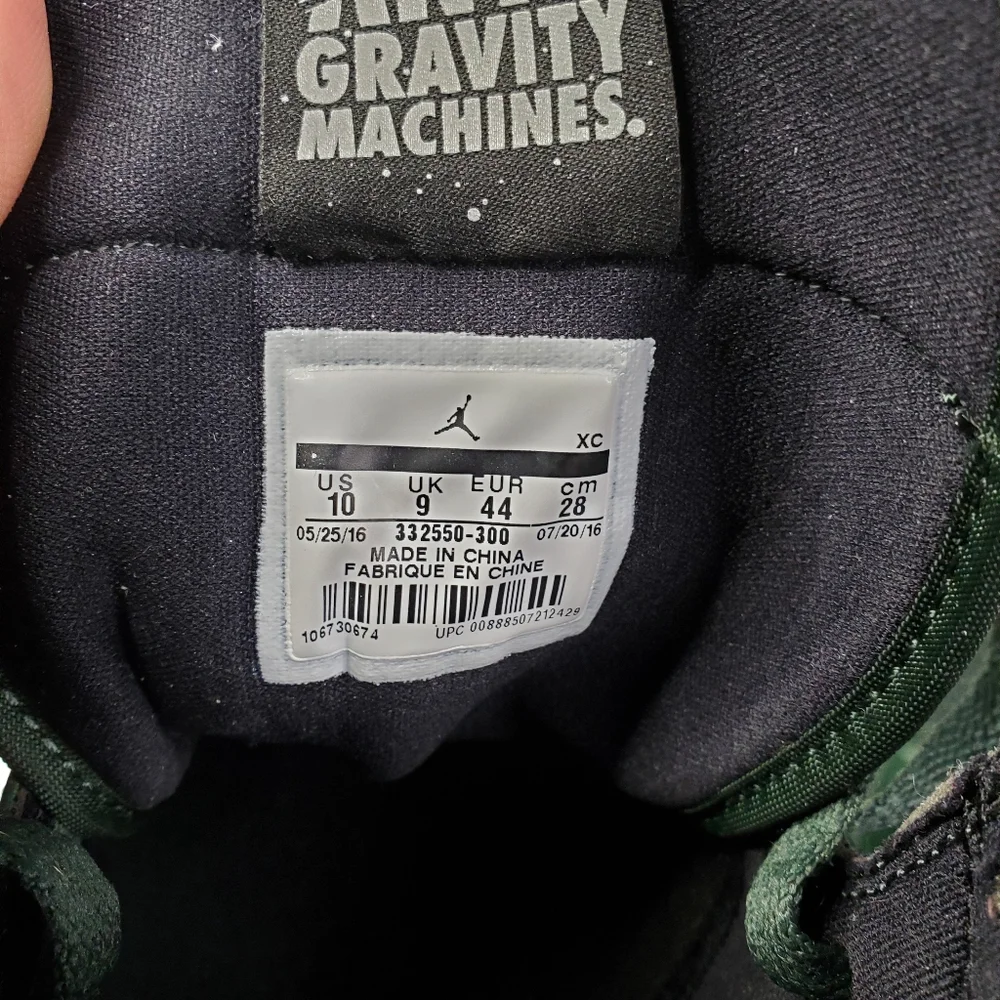 GRAVITY
MACHINES.
XC
US UK EUR cm
10 9 44 28
05/25/16 332550-300 07/20/16
MADE IN CHINA
FABRIQUE EN CHINE
106730674 UPC 00888507212429